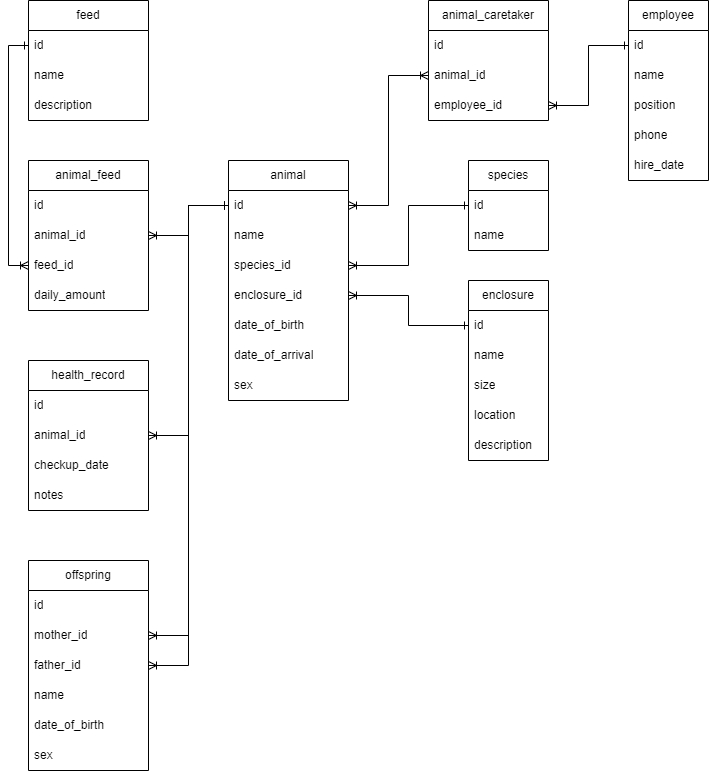 feed
id
name
description
animal_feed
id
animal_id
feed_id
daily_amount
health_record
id
animal_id
checkup_date
notes
offspring
id
mother_id
father_id
name
date_of_birth
sex
animal
id
name
species_id
enclosure_id
date_of_birth
date_of_arrival
sex
animal_caretaker
id
animal_id
employee_id
species
id
name
enclosure
id
name
size
location
description
employee
id
name
position
phone
hire_date